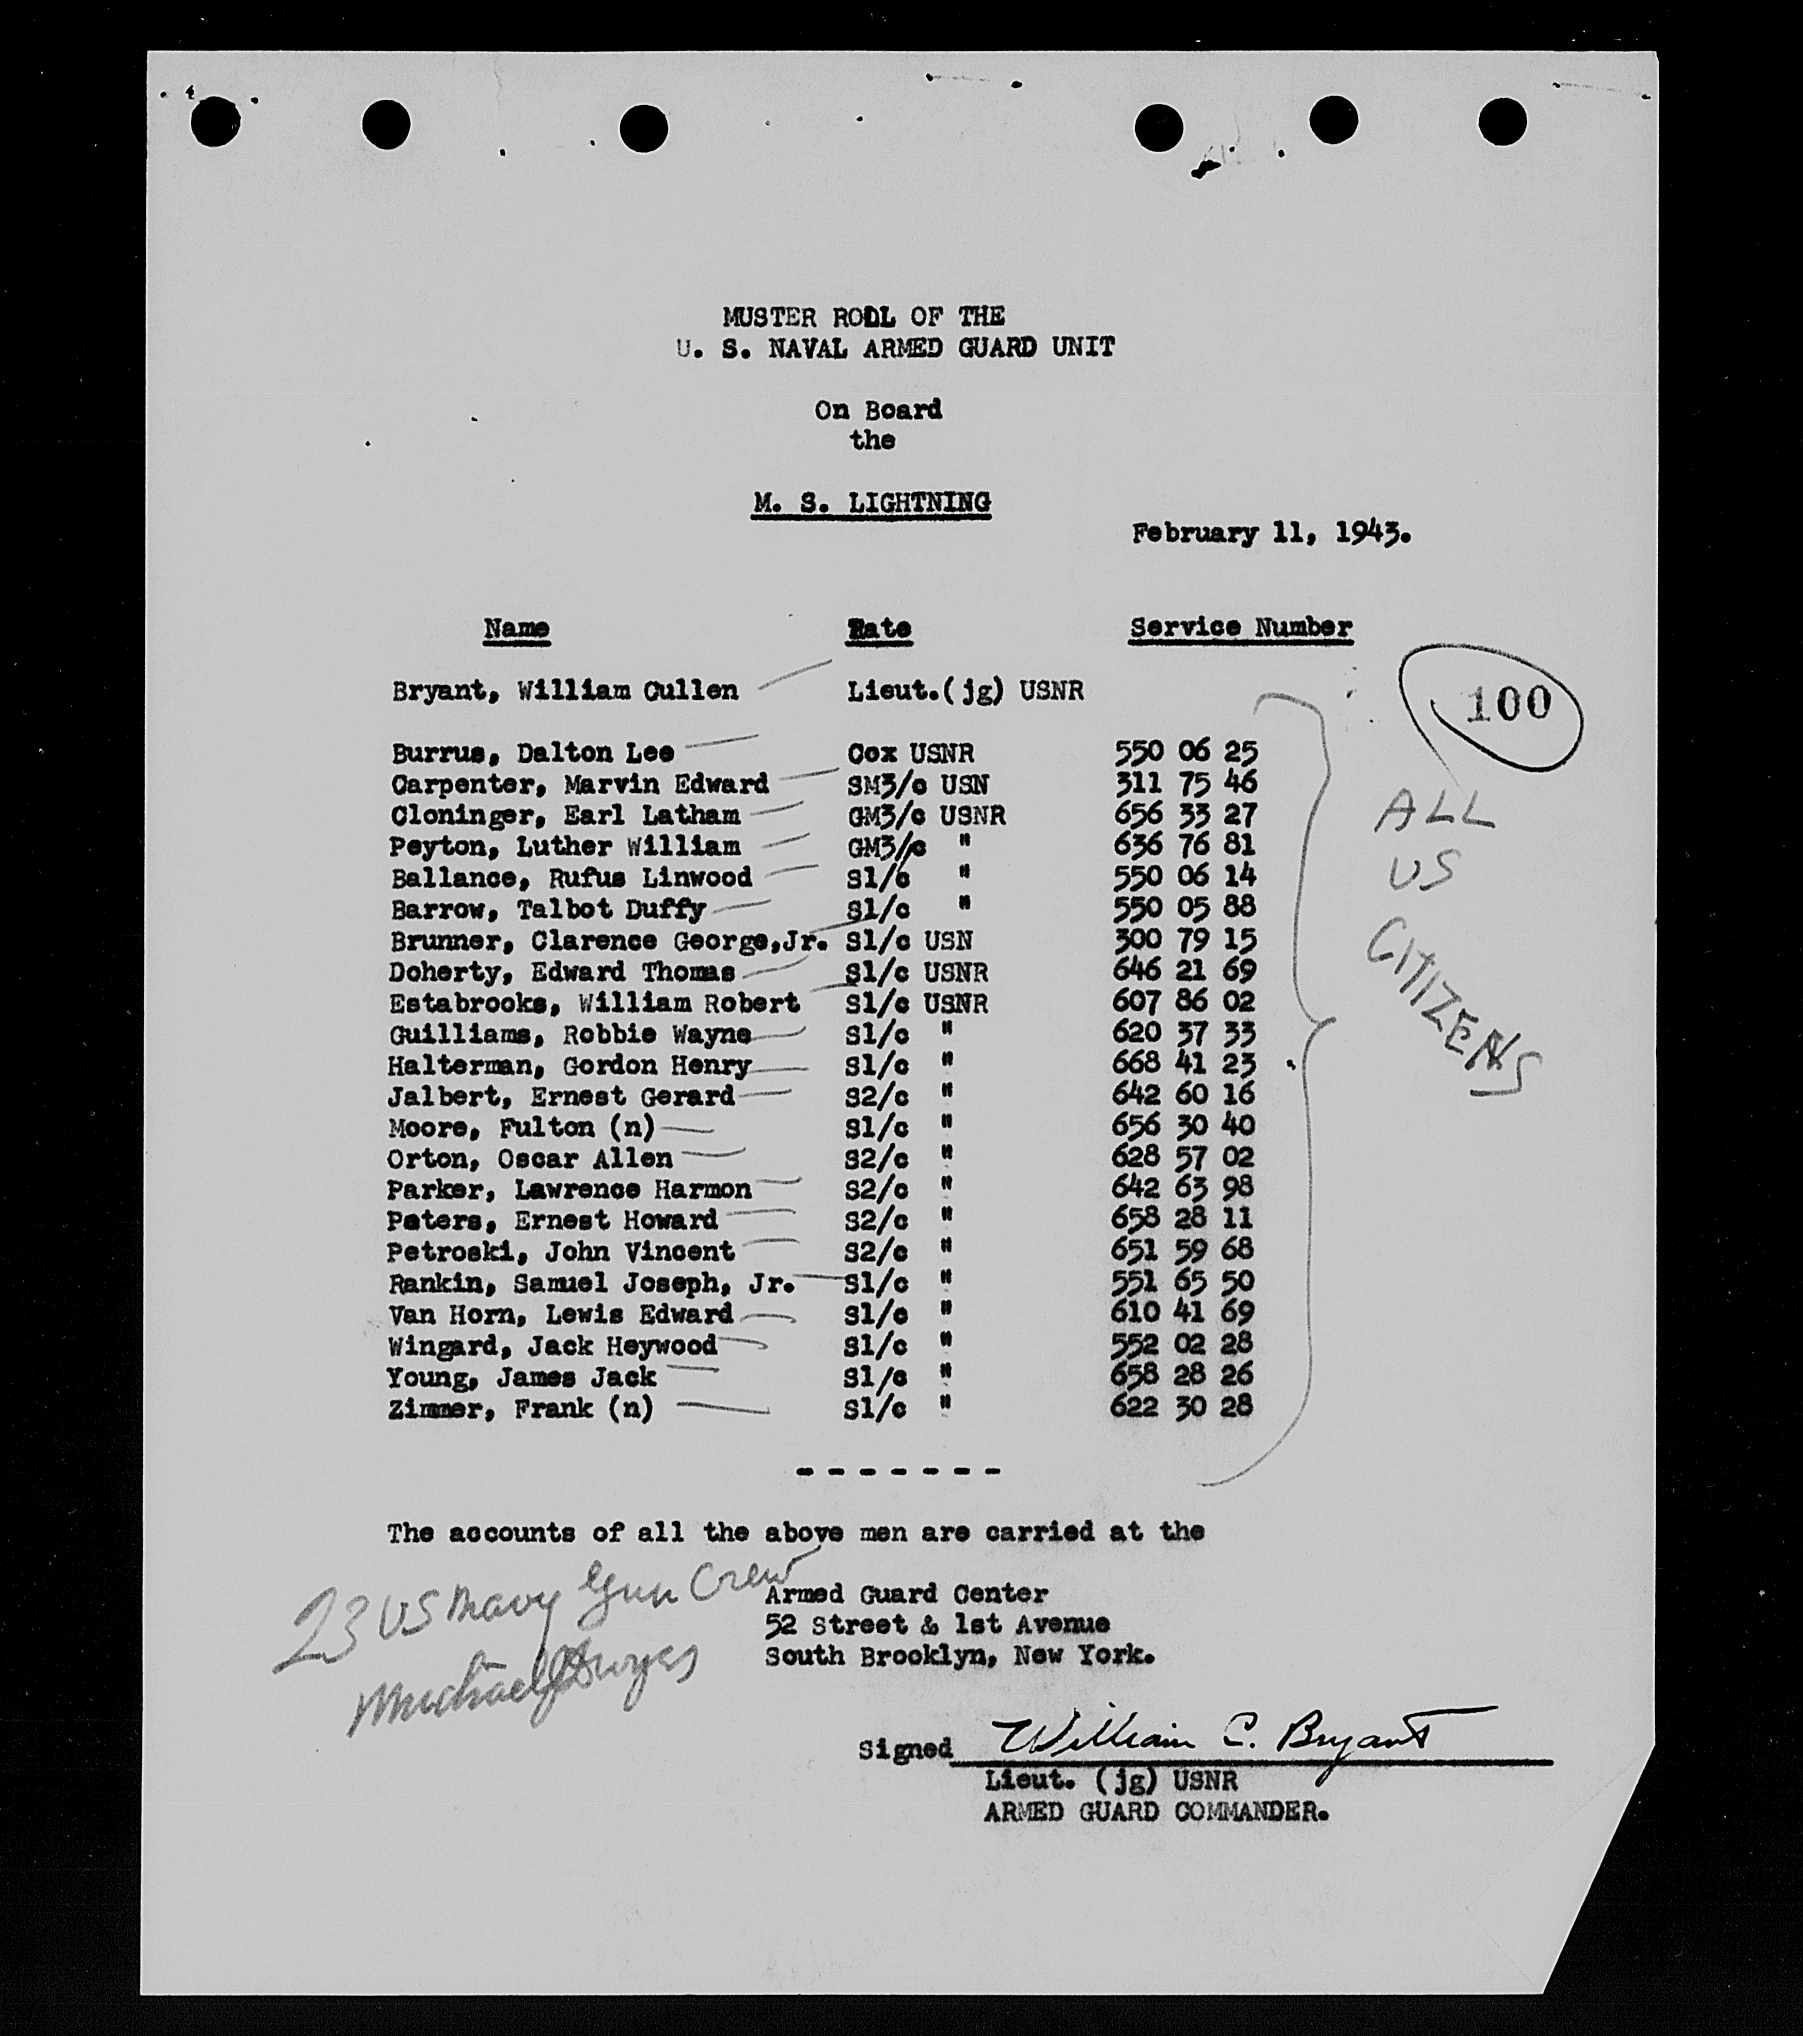 MUSTER ROLL OF THE
U. S. NAVAL ARMED GUARD UNIT
On Board
the
M. S. LIGHTNING
February 11, 1943.
Name Rate Service Number
100
Bryant, William Cullen Lieut.(jg) USNR
Burrus, Dalton Lee Cox USNR 550 06 25
Carpenter, Marvin Edward SM3/c USN 311 75 46
Cloninger, Earl Latham GM3/c USNR 656 33 27
Peyton, Luther William GM3/c " 636 76 81
Ballance, Rufus Linwood S1/c " 550 06 14
Barrow, Talbot Duffy S1/c " 550 05 88
Brunner, Clarence George,Jr. S1/c USN 300 79 15
Doherty, Edward Thomas S1/c USNR 646 21 69
Estabrooks, William Robert S1/c USNR 607 86 02
Guilliams, Robbie Wayne S1/c " 620 37 33
Halterman, Gordon Henry S1/c " 668 41 23
Jalbert, Ernest Gerard S2/c " 642 60 16
Moore, Fulton (n) S1/c " 656 30 40
Orton, Oscar Allen S2/c " 628 57 02
Parker, Lawrence Harmon S2/c " 642 63 98
Peters, Ernest Howard S2/c " 658 28 11
Petroski, John Vincent S2/c " 651 59 68
Rankin, Samuel Joseph, Jr. S1/c " 551 65 50
Van Horn, Lewis Edward S1/c " 610 41 69
Wingard, Jack Heywood S1/c " 552 02 28
Young, James Jack S1/c " 658 28 26
Zimmer, Frank (n) S1/c " 622 30 28
ALL
US
CITIZENS
- - - - - - -
The accounts of all the above men are carried at the
Armed Guard Center
52 Street & 1st Avenue
South Brooklyn, New York.
23 US Navy Gun Crew
Michael
Signed William C. Bryant
Lieut. (jg) USNR
ARMED GUARD COMMANDER.